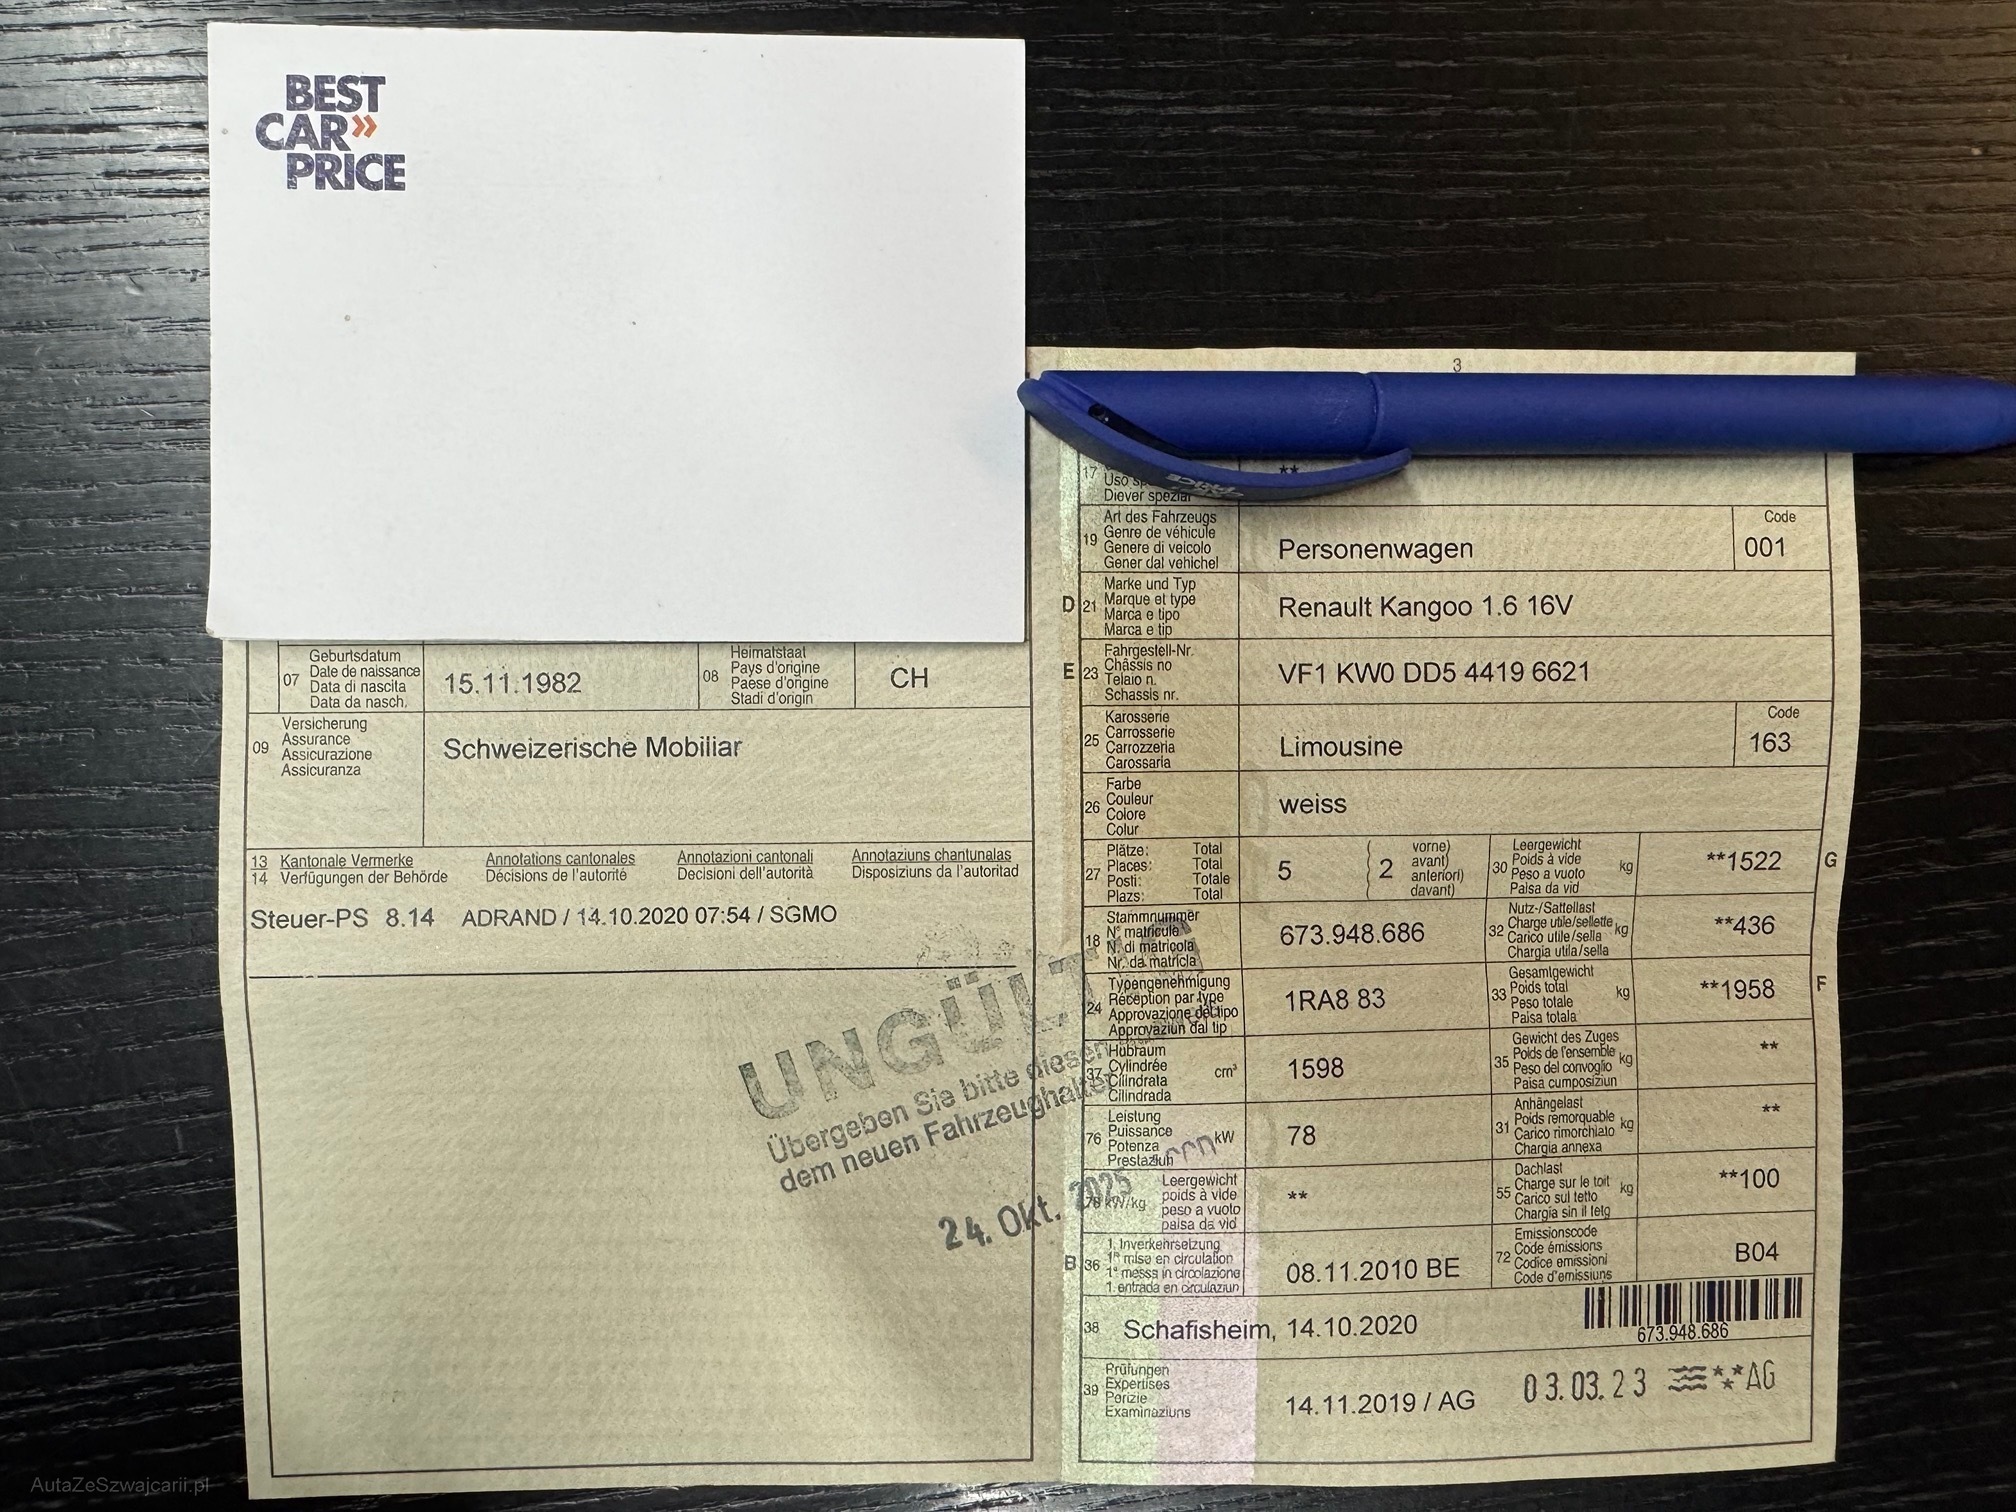 BEST
CAR»
PRICE
07 Geburtsdatum
Date de naissance
Data di nascita
Data da nasch.
15.11.1982
08 Heimatstaat
Pays d'origine
Paese d'origine
Stadi d'origin
CH
09 Versicherung
Assurance
Assicurazione
Assicuranza
Schweizerische Mobiliar
13 Kantonale Vermerke Annotations cantonales Annotazioni cantonali Annotaziuns chantunalas
14 Verfügungen der Behörde Décisions de l'autorité Decisioni dell'autorità Disposiziuns da l'autoritad
Steuer-PS 8.14 ADRAND / 14.10.2020 07:54 / SGMO
UNGÜLT
Übergeben Sie bitte diesen
dem neuen Fahrzeughalter
24. Okt. 2025
3
17
Uso
Diever spezial
**
19 Art des Fahrzeugs
Genre de véhicule
Genere di veicolo
Gener dal vehichel
Personenwagen
Code
001
D 21 Marke und Typ
Marque et type
Marca e tipo
Marca e tip
Renault Kangoo 1.6 16V
E 23 Fahrgestell-Nr.
Châssis no
Telaio n.
Schassis nr.
VF1 KW0 DD5 4419 6621
25 Karosserie
Carrosserie
Carrozzeria
Carossaria
Limousine
Code
163
26 Farbe
Couleur
Colore
Colur
weiss
27 Plätze: Total
Places: Total
Posti: Totale
Plazs: Total
5
2
vorne)
avant)
anteriori)
davant)
30 Leergewicht
Poids à vide kg
Peso a vuoto
Paisa da vid
**1522
G
18 Stammnummer
N° matricule
N. di matricola
Nr. da matricla
673.948.686
32 Nutz-/Sattellast
Charge utile/sellette kg
Carico utile/sella
Chargia utila/sella
**436
24 Typengenehmigung
Réception par type
Approvazione del tipo
Approvaziun dal tip
1RA8 83
33 Gesamtgewicht
Poids total kg
Peso totale
Paisa totala
**1958
F
37 Hubraum
Cylindrée cm³
Cilindrata
Cilindrada
1598
35 Gewicht des Zuges
Poids de l'ensemble kg
Peso del convoglio
Paisa cumposiziun
**
76 Leistung
Puissance kW
Potenza
Prestaziun
78
31 Anhängelast
Poids remorquable kg
Carico rimorchiato
Chargia annexa
**
78 kW/kg Leergewicht
poids à vide
peso a vuoto
paisa da vid
**
55 Dachlast
Charge sur le toit kg
Carico sul tetto
Chargia sin il tetg
**100
B 36 1. Inverkehrsetzung
1re mise en circulation
1a messa in circolazione
1. entrada en circulaziun
08.11.2010 BE
72 Emissionscode
Code émissions
Codice emissioni
Code d'emissiuns
B04
38 Schafisheim, 14.10.2020
673.948.686
39 Prüfungen
Expertises
Perizie
Examinaziuns
14.11.2019 / AG
03.03.23 AG
AutaZeSzwajcarii.pl